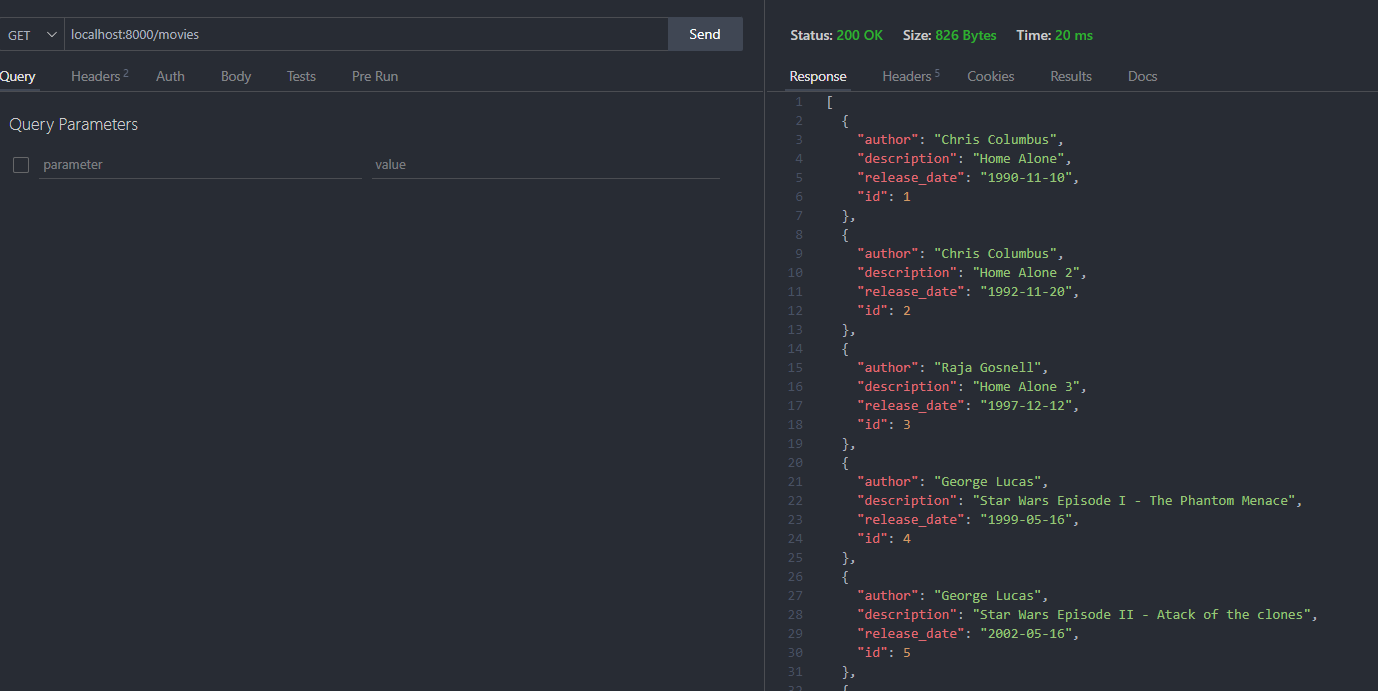 GET localhost:8000/movies Send
Query Headers 2 Auth Body Tests Pre Run
Query Parameters
parameter value
Status: 200 OK Size: 826 Bytes Time: 20 ms
Response Headers 5 Cookies Results Docs
1 [
2 {
3 "author": "Chris Columbus",
4 "description": "Home Alone",
5 "release_date": "1990-11-10",
6 "id": 1
7 },
8 {
9 "author": "Chris Columbus",
10 "description": "Home Alone 2",
11 "release_date": "1992-11-20",
12 "id": 2
13 },
14 {
15 "author": "Raja Gosnell",
16 "description": "Home Alone 3",
17 "release_date": "1997-12-12",
18 "id": 3
19 },
20 {
21 "author": "George Lucas",
22 "description": "Star Wars Episode I - The Phantom Menace",
23 "release_date": "1999-05-16",
24 "id": 4
25 },
26 {
27 "author": "George Lucas",
28 "description": "Star Wars Episode II - Atack of the clones",
29 "release_date": "2002-05-16",
30 "id": 5
31 },
32 {